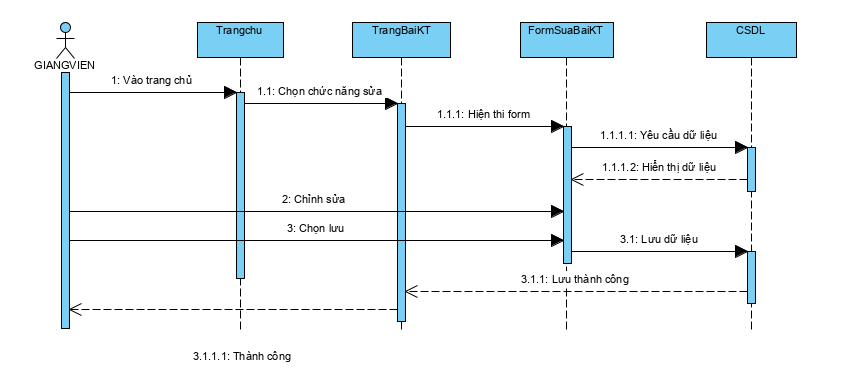 Trangchu
TrangBaiKT
FormSuaBaiKT
CSDL
GIANGVIEN
1: Vào trang chủ
1.1: Chọn chức năng sửa
1.1.1: Hiện thi form
1.1.1.1: Yêu cầu dữ liệu
1.1.1.2: Hiển thị dữ liệu
2: Chỉnh sửa
3: Chọn lưu
3.1: Lưu dữ liệu
3.1.1: Lưu thành công
3.1.1.1: Thành công